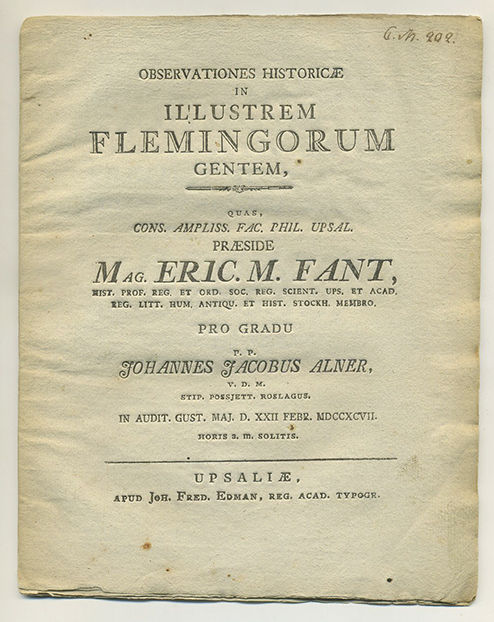 C. N. 202.
OBSERVATIONES HISTORICÆ
IN
ILLUSTREM
FLEMINGORUM
GENTEM,
QUAS,
CONS. AMPLISS. FAC. PHIL. UPSAL.
PRÆSIDE
MAG. ERIC. M. FANT,
HIST. PROF. REG. ET ORD. SOC. REG. SCIENT. UPS. ET ACAD.
REG. LITT. HUM. ANTIQU. ET HIST. STOCKH. MEMBRO,
PRO GRADU
P. P.
JOHANNES JACOBUS ALNER,
V. D. M.
STIP. POSSJETT. ROSLAGUS.
IN AUDIT. GUST. MAJ. D. XXII FEBR. MDCCXCVII.
HORIS a. m. SOLITIS.
UPSALIÆ,
APUD JOH. FRED. EDMAN, REG. ACAD. TYPOGR.